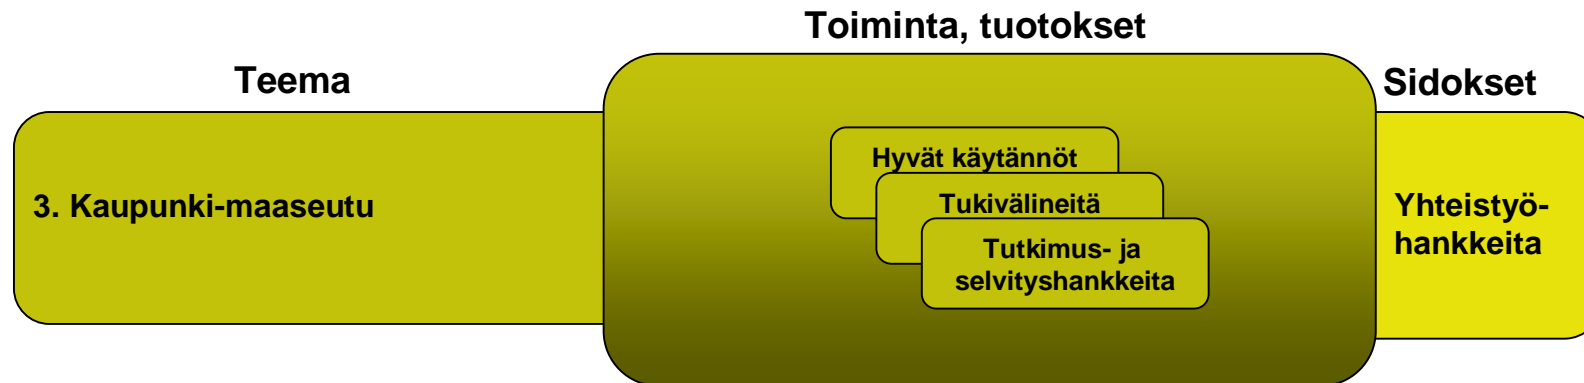 Toiminta, tuotokset
Teema
Sidokset
3. Kaupunki-maaseutu
Hyvät käytännöt
Tukivälineitä
Tutkimus- ja
selvityshankkeita
Yhteistyö-
hankkeita